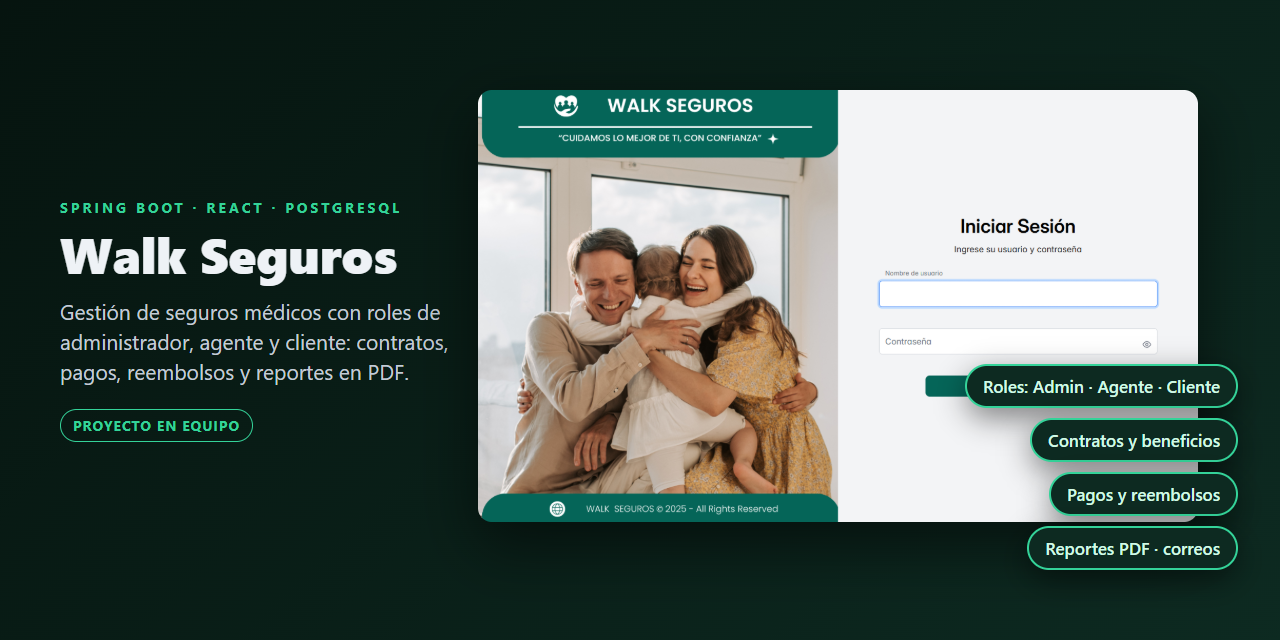 SPRING BOOT · REACT · POSTGRESQL
Walk Seguros
Gestión de seguros médicos con roles de
administrador, agente y cliente: contratos,
pagos, reembolsos y reportes en PDF.
PROYECTO EN EQUIPO
WALK SEGUROS
“CUIDAMOS LO MEJOR DE TI, CON CONFIANZA”
WALK SEGUROS © 2025 - All Rights Reserved
Iniciar Sesión
Ingrese su usuario y contraseña
Nombre de usuario
Contraseña
Roles: Admin · Agente · Cliente
Contratos y beneficios
Pagos y reembolsos
Reportes PDF · correos